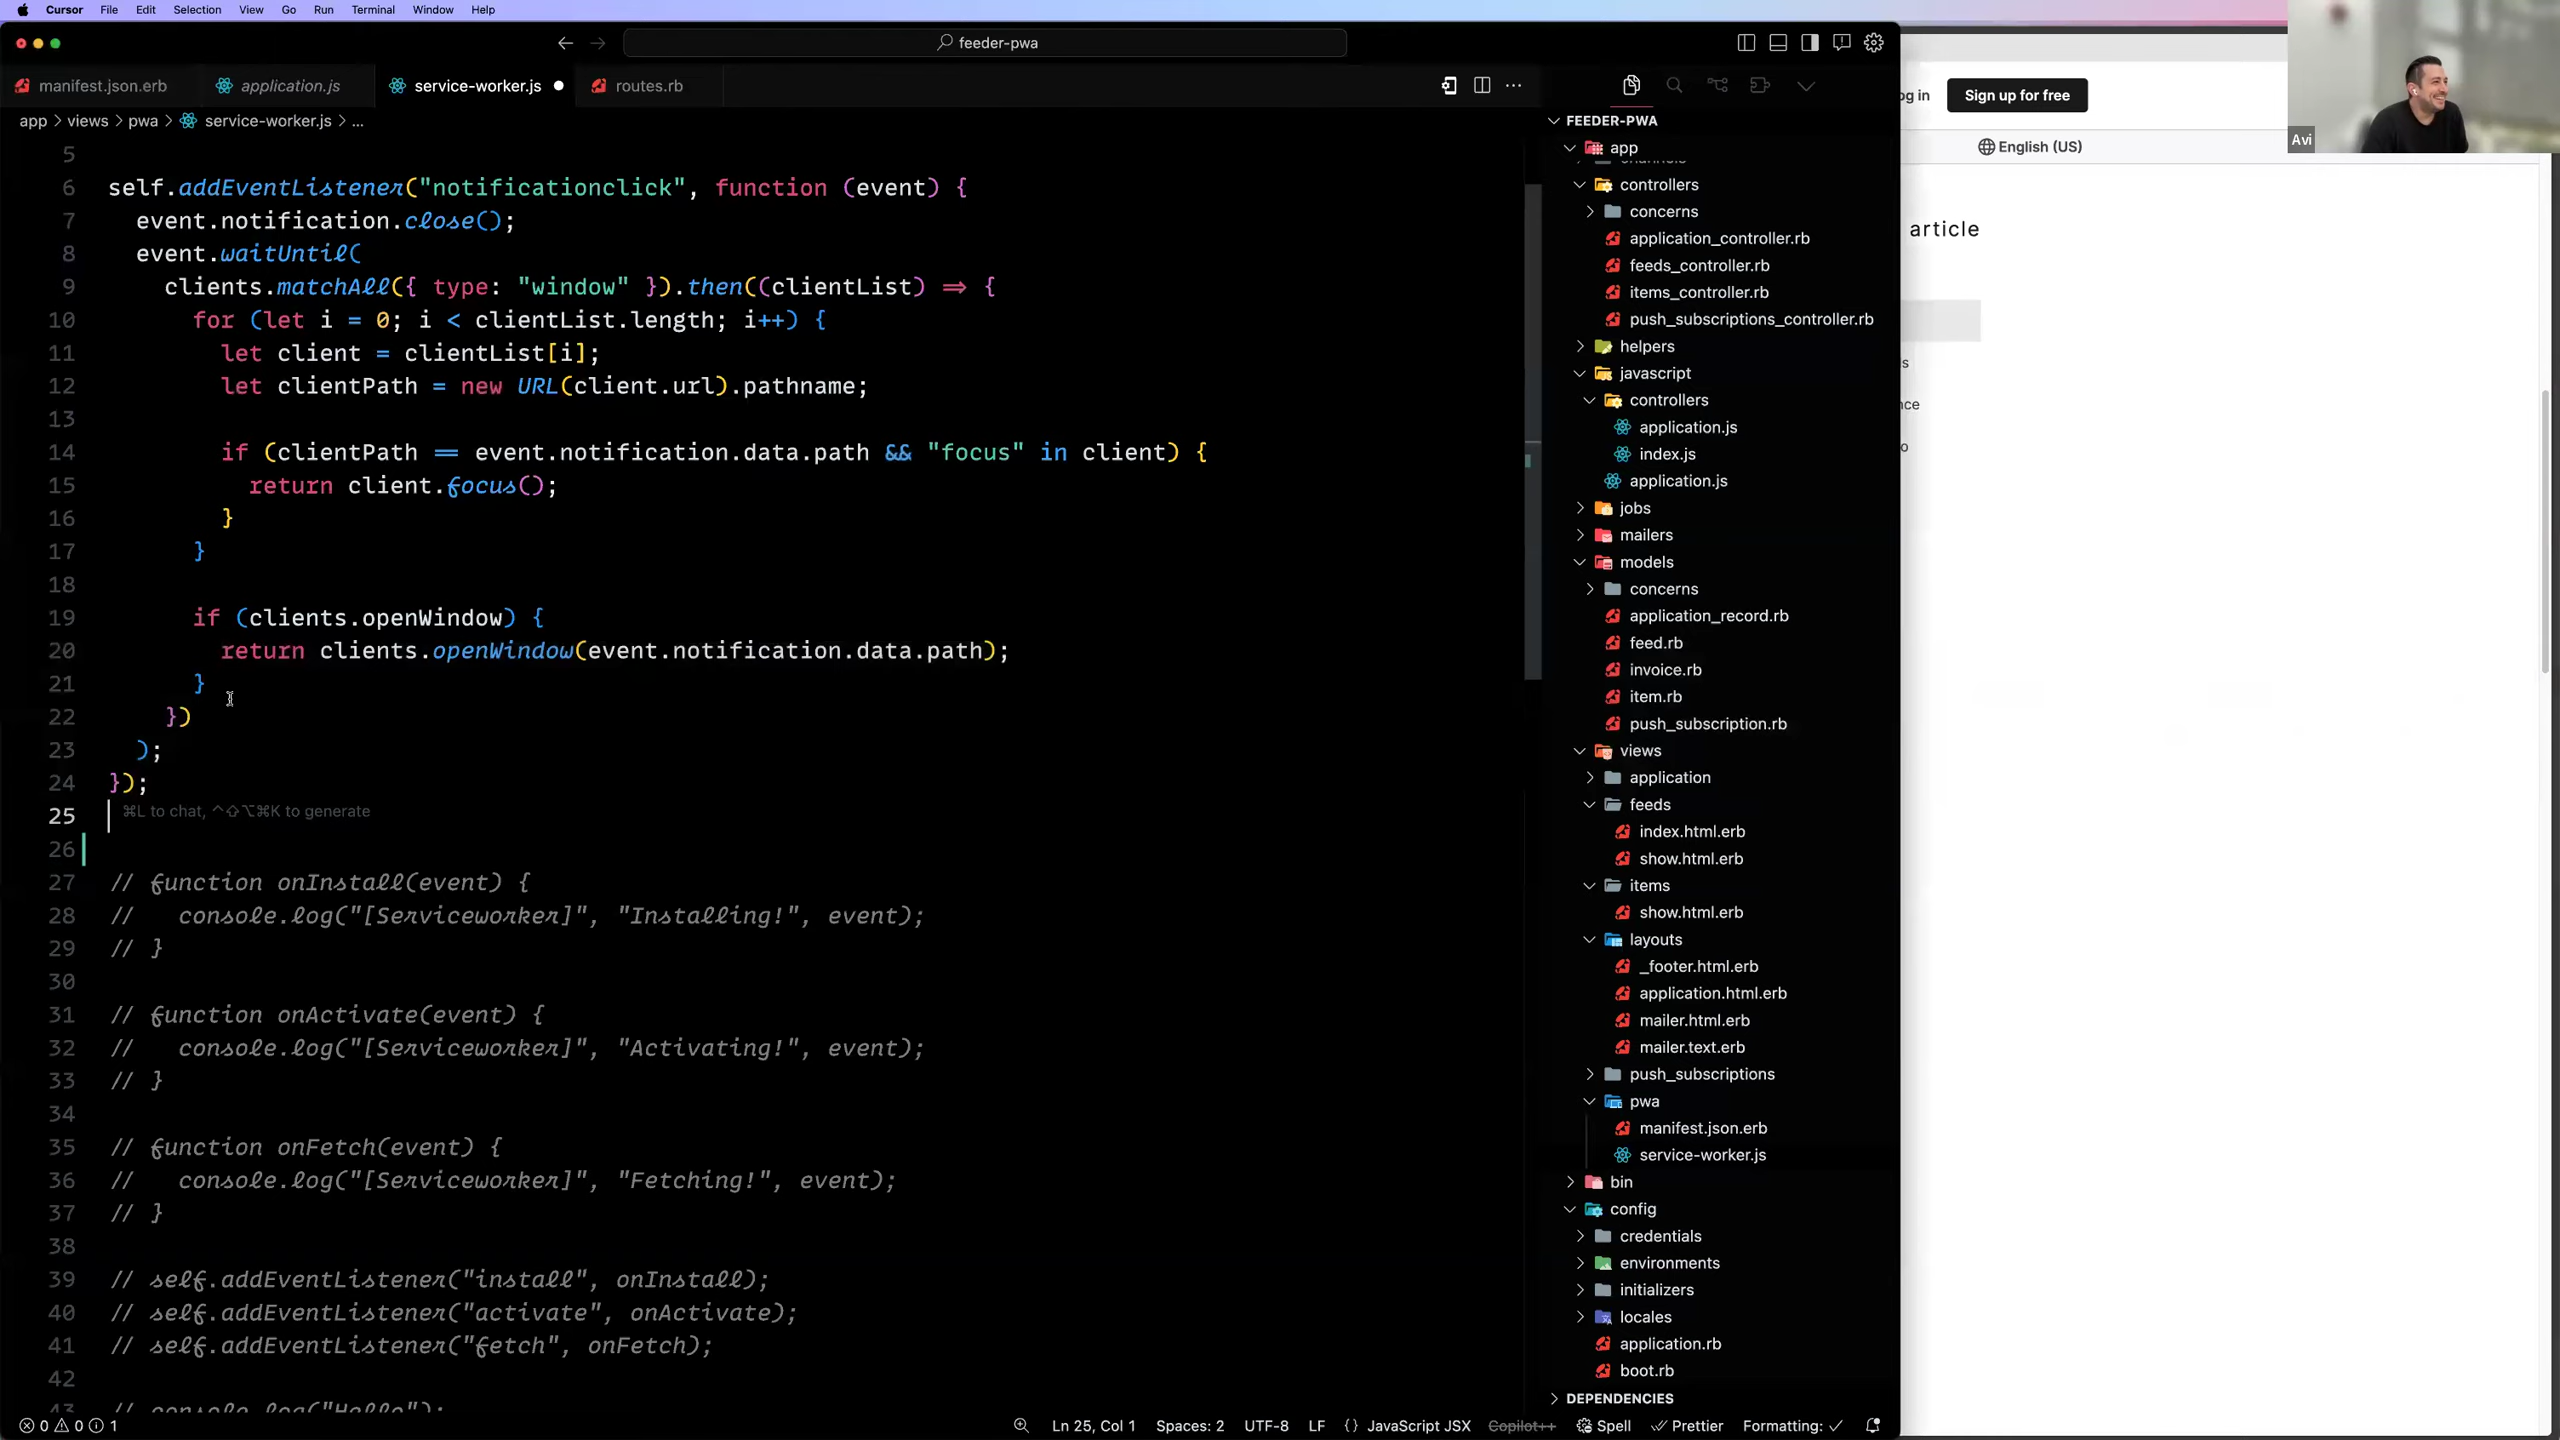 Cursor File Edit Selection View Go Run Terminal Window Help
feeder-pwa
manifest.json.erb application.js service-worker.js routes.rb
app > views > pwa > service-worker.js > ...
5
6 self.addEventListener("notificationclick", function (event) {
7 event.notification.close();
8 event.waitUntil(
9 clients.matchAll({ type: "window" }).then((clientList) => {
10 for (let i = 0; i < clientList.length; i++) {
11 let client = clientList[i];
12 let clientPath = new URL(client.url).pathname;
13
14 if (clientPath == event.notification.data.path && "focus" in client) {
15 return client.focus();
16 }
17 }
18
19 if (clients.openWindow) {
20 return clients.openWindow(event.notification.data.path);
21 }
22 })
23 );
24 });
25 ⌘L to chat, ^⇧⌥⌘K to generate
26
27 // function onInstall(event) {
28 // console.log("[Serviceworker]", "Installing!", event);
29 // }
30
31 // function onActivate(event) {
32 // console.log("[Serviceworker]", "Activating!", event);
33 // }
34
35 // function onFetch(event) {
36 // console.log("[Serviceworker]", "Fetching!", event);
37 // }
38
39 // self.addEventListener("install", onInstall);
40 // self.addEventListener("activate", onActivate);
41 // self.addEventListener("fetch", onFetch);
42
43 // console.log("Hello");
FEEDER-PWA
app
channels
controllers
concerns
application_controller.rb
feeds_controller.rb
items_controller.rb
push_subscriptions_controller.rb
helpers
javascript
controllers
application.js
index.js
application.js
jobs
mailers
models
concerns
application_record.rb
feed.rb
invoice.rb
item.rb
push_subscription.rb
views
application
feeds
index.html.erb
show.html.erb
items
show.html.erb
layouts
_footer.html.erb
application.html.erb
mailer.html.erb
mailer.text.erb
push_subscriptions
pwa
manifest.json.erb
service-worker.js
bin
config
credentials
environments
initializers
locales
application.rb
boot.rb
DEPENDENCIES
0 0 1 Ln 25, Col 1 Spaces: 2 UTF-8 LF {} JavaScript JSX Copilot++ Spell Prettier Formatting: ✓
og in Sign up for free
English (US)
article
s
nce
o
Avi